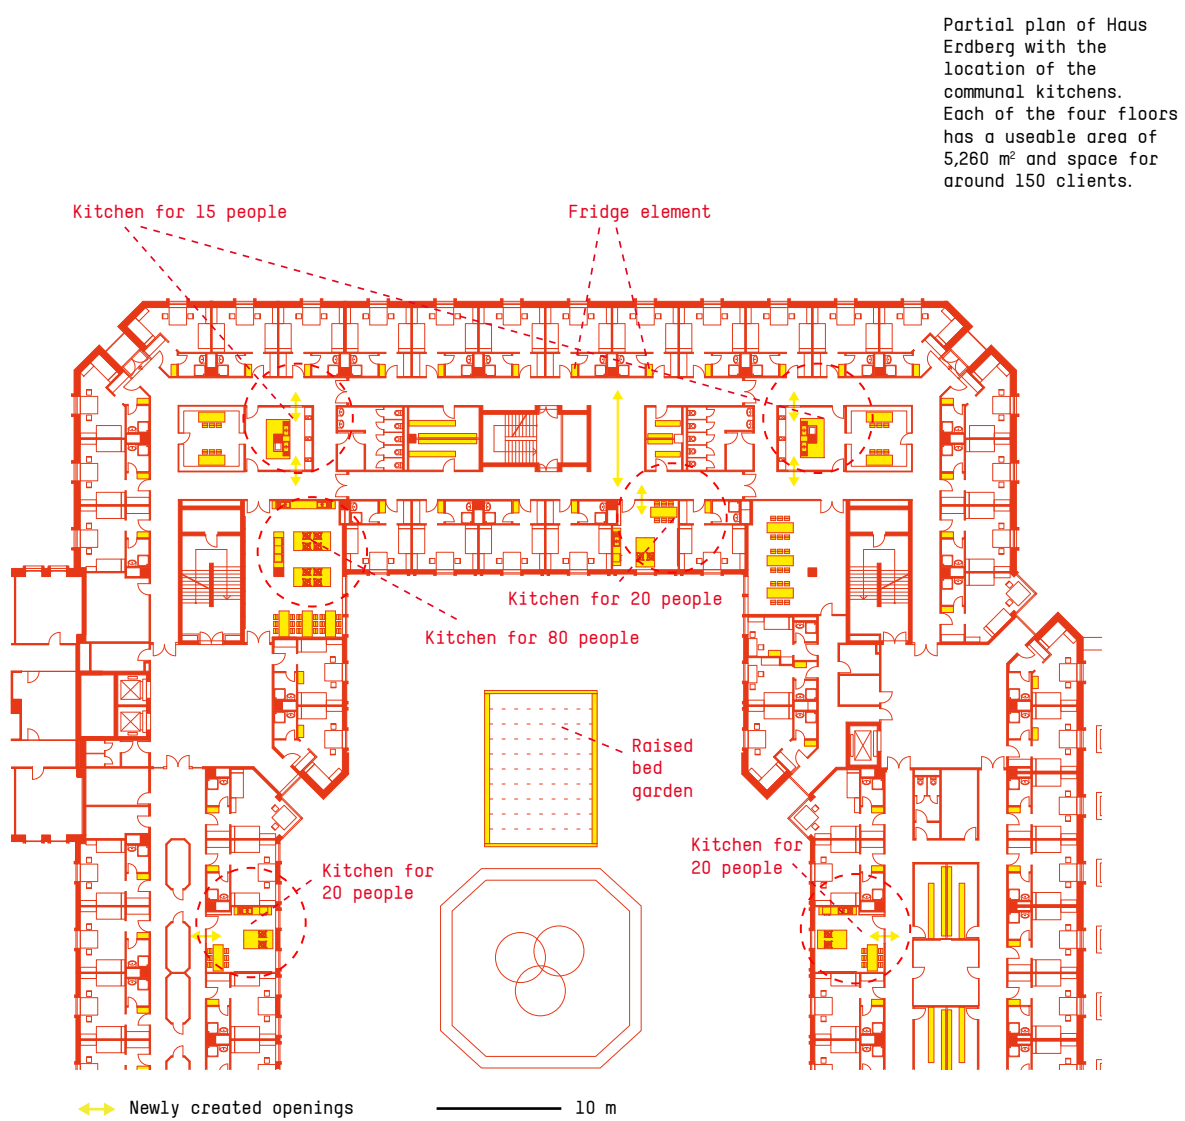 Partial plan of Haus
Erdberg with the
location of the
communal kitchens.
Each of the four floors
has a useable area of
5,260 m² and space for
around 150 clients.
Kitchen for 15 people
Fridge element
Kitchen for 20 people
Kitchen for 80 people
Raised
bed
garden
Kitchen for
20 people
Kitchen for
20 people
Newly created openings
10 m